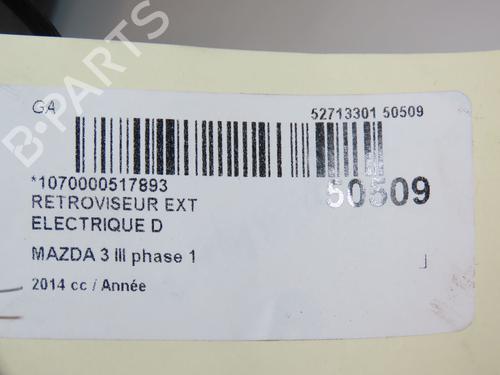 GA
52713301 50509
*1070000517893
50509
RETROVISEUR EXT
ELECTRIQUE D
MAZDA 3 III phase 1
2014 cc / Année
B-PARTS